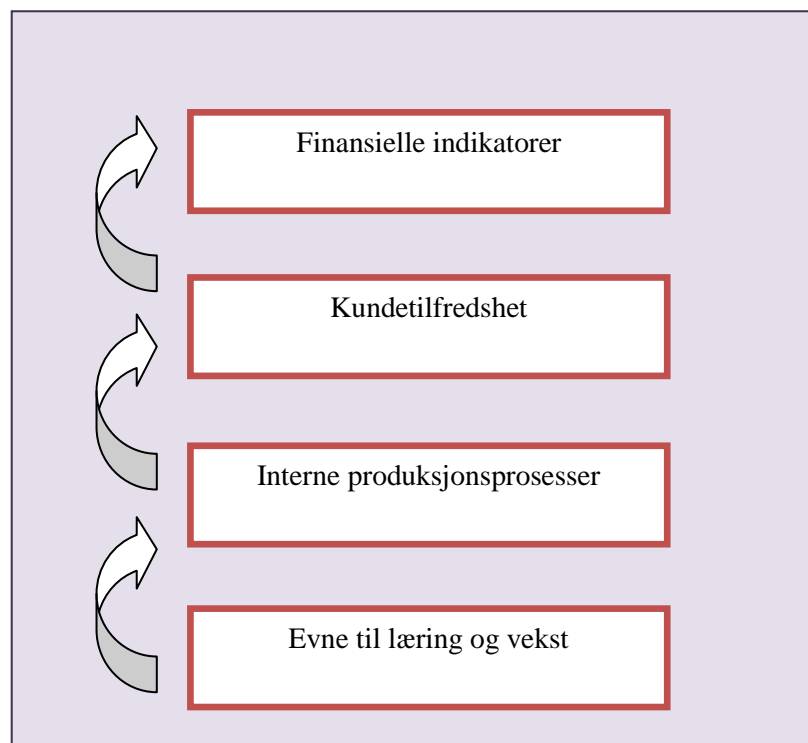 Finansielle indikatorer
Kundetilfredshet
Interne produksjonsprosesser
Evne til læring og vekst